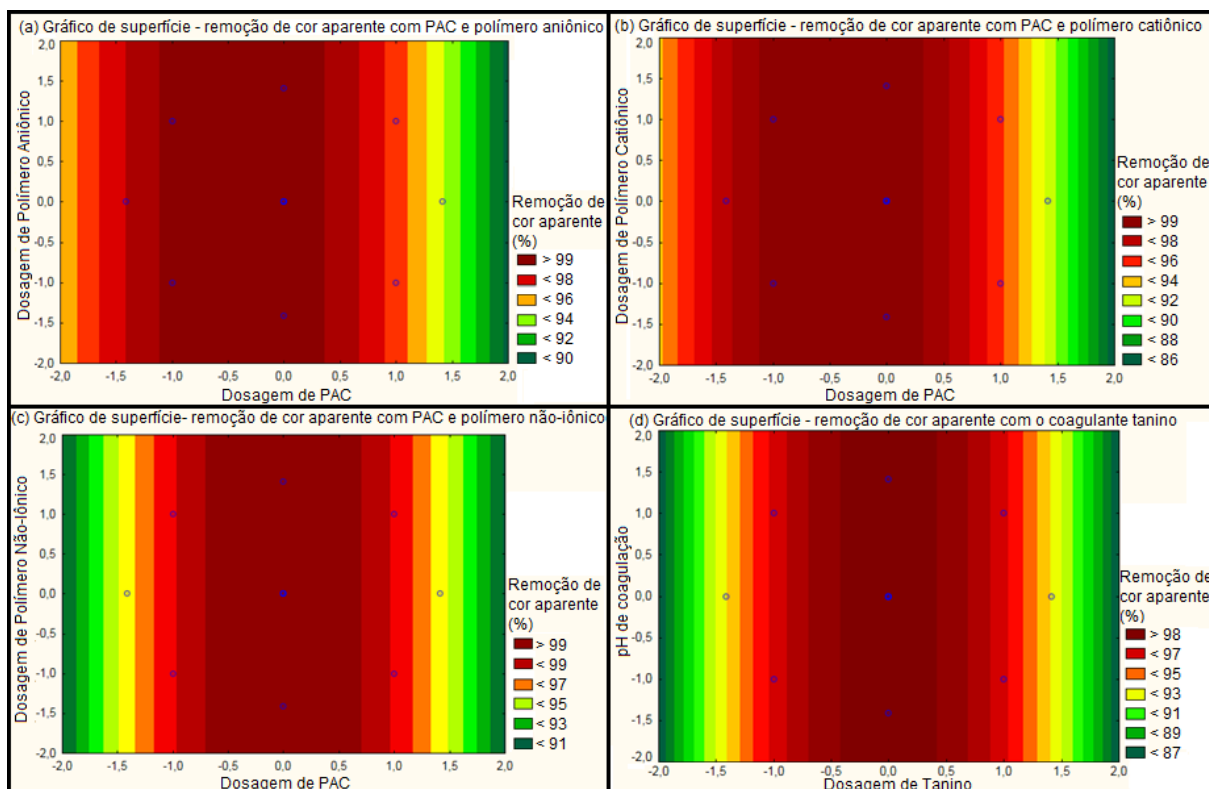 (a) Gráfico de superfície - remoção de cor aparente com PAC e polímero aniônico
Dosagem de Polímero Aniônico
2,0
1,5
1,0
0,5
0,0
-0,5
-1,0
-1,5
-2,0
-2,0 -1,5 -1,0 -0,5 0,0 0,5 1,0 1,5 2,0
Dosagem de PAC
Remoção de
cor aparente
(%)
> 99
< 98
< 96
< 94
< 92
< 90
(b) Gráfico de superfície - remoção de cor aparente com PAC e polímero catiônico
Dosagem de Polímero Catiônico
2,0
1,5
1,0
0,5
0,0
-0,5
-1,0
-1,5
-2,0
-2,0 -1,5 -1,0 -0,5 0,0 0,5 1,0 1,5 2,0
Dosagem de PAC
Remoção de
cor aparente
(%)
> 99
< 98
< 96
< 94
< 92
< 90
< 88
< 86
(c) Gráfico de superfície- remoção de cor aparente com PAC e polímero não-iônico
Dosagem de Polímero Não-Iônico
2,0
1,5
1,0
0,5
0,0
-0,5
-1,0
-1,5
-2,0
-2,0 -1,5 -1,0 -0,5 0,0 0,5 1,0 1,5 2,0
Dosagem de PAC
Remoção de
cor aparente
(%)
> 99
< 99
< 97
< 95
< 93
< 91
(d) Gráfico de superfície - remoção de cor aparente com o coagulante tanino
pH de coagulação
2,0
1,5
1,0
0,5
0,0
-0,5
-1,0
-1,5
-2,0
-2,0 -1,5 -1,0 -0,5 0,0 0,5 1,0 1,5 2,0
Dosagem de Tanino
Remoção de
cor aparente
(%)
> 98
< 97
< 95
< 93
< 91
< 89
< 87